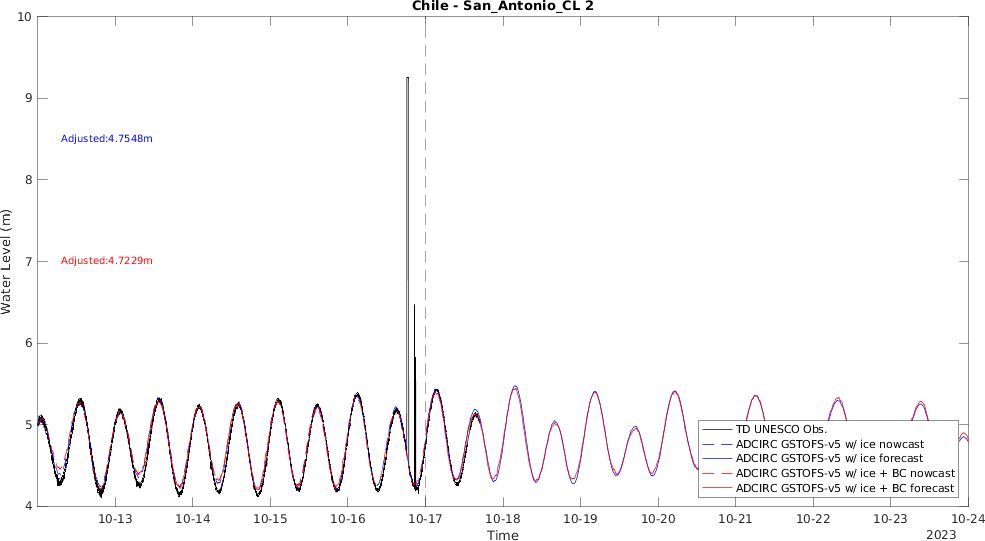 Chile - San_Antonio_CL 2
10
9
8
7
6
5
4
Water Level (m)
Adjusted:4.7548m
Adjusted:4.7229m
TD UNESCO Obs.
ADCIRC GSTOFS-v5 w/ ice nowcast
ADCIRC GSTOFS-v5 w/ ice forecast
ADCIRC GSTOFS-v5 w/ ice + BC nowcast
ADCIRC GSTOFS-v5 w/ ice + BC forecast
10-13 10-14 10-15 10-16 10-17 10-18 10-19 10-20 10-21 10-22 10-23 10-24
Time
2023